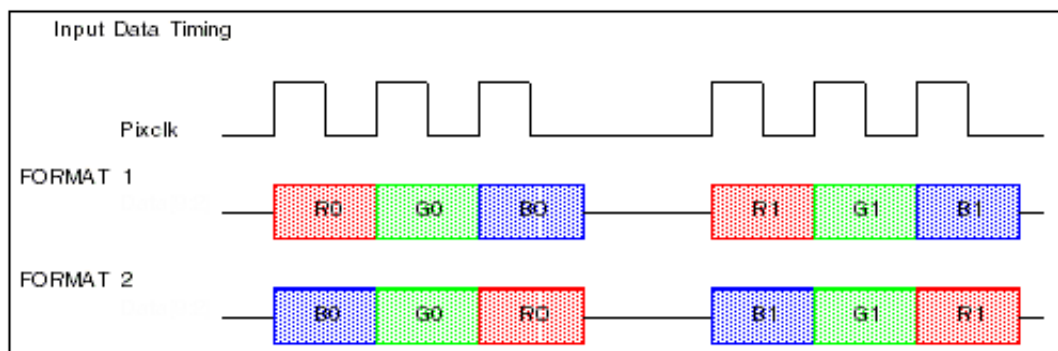 Input Data Timing
Pixclk
FORMAT 1
R0 G0 B0 R1 G1 B1
FORMAT 2
B0 G0 R0 B1 G1 R1